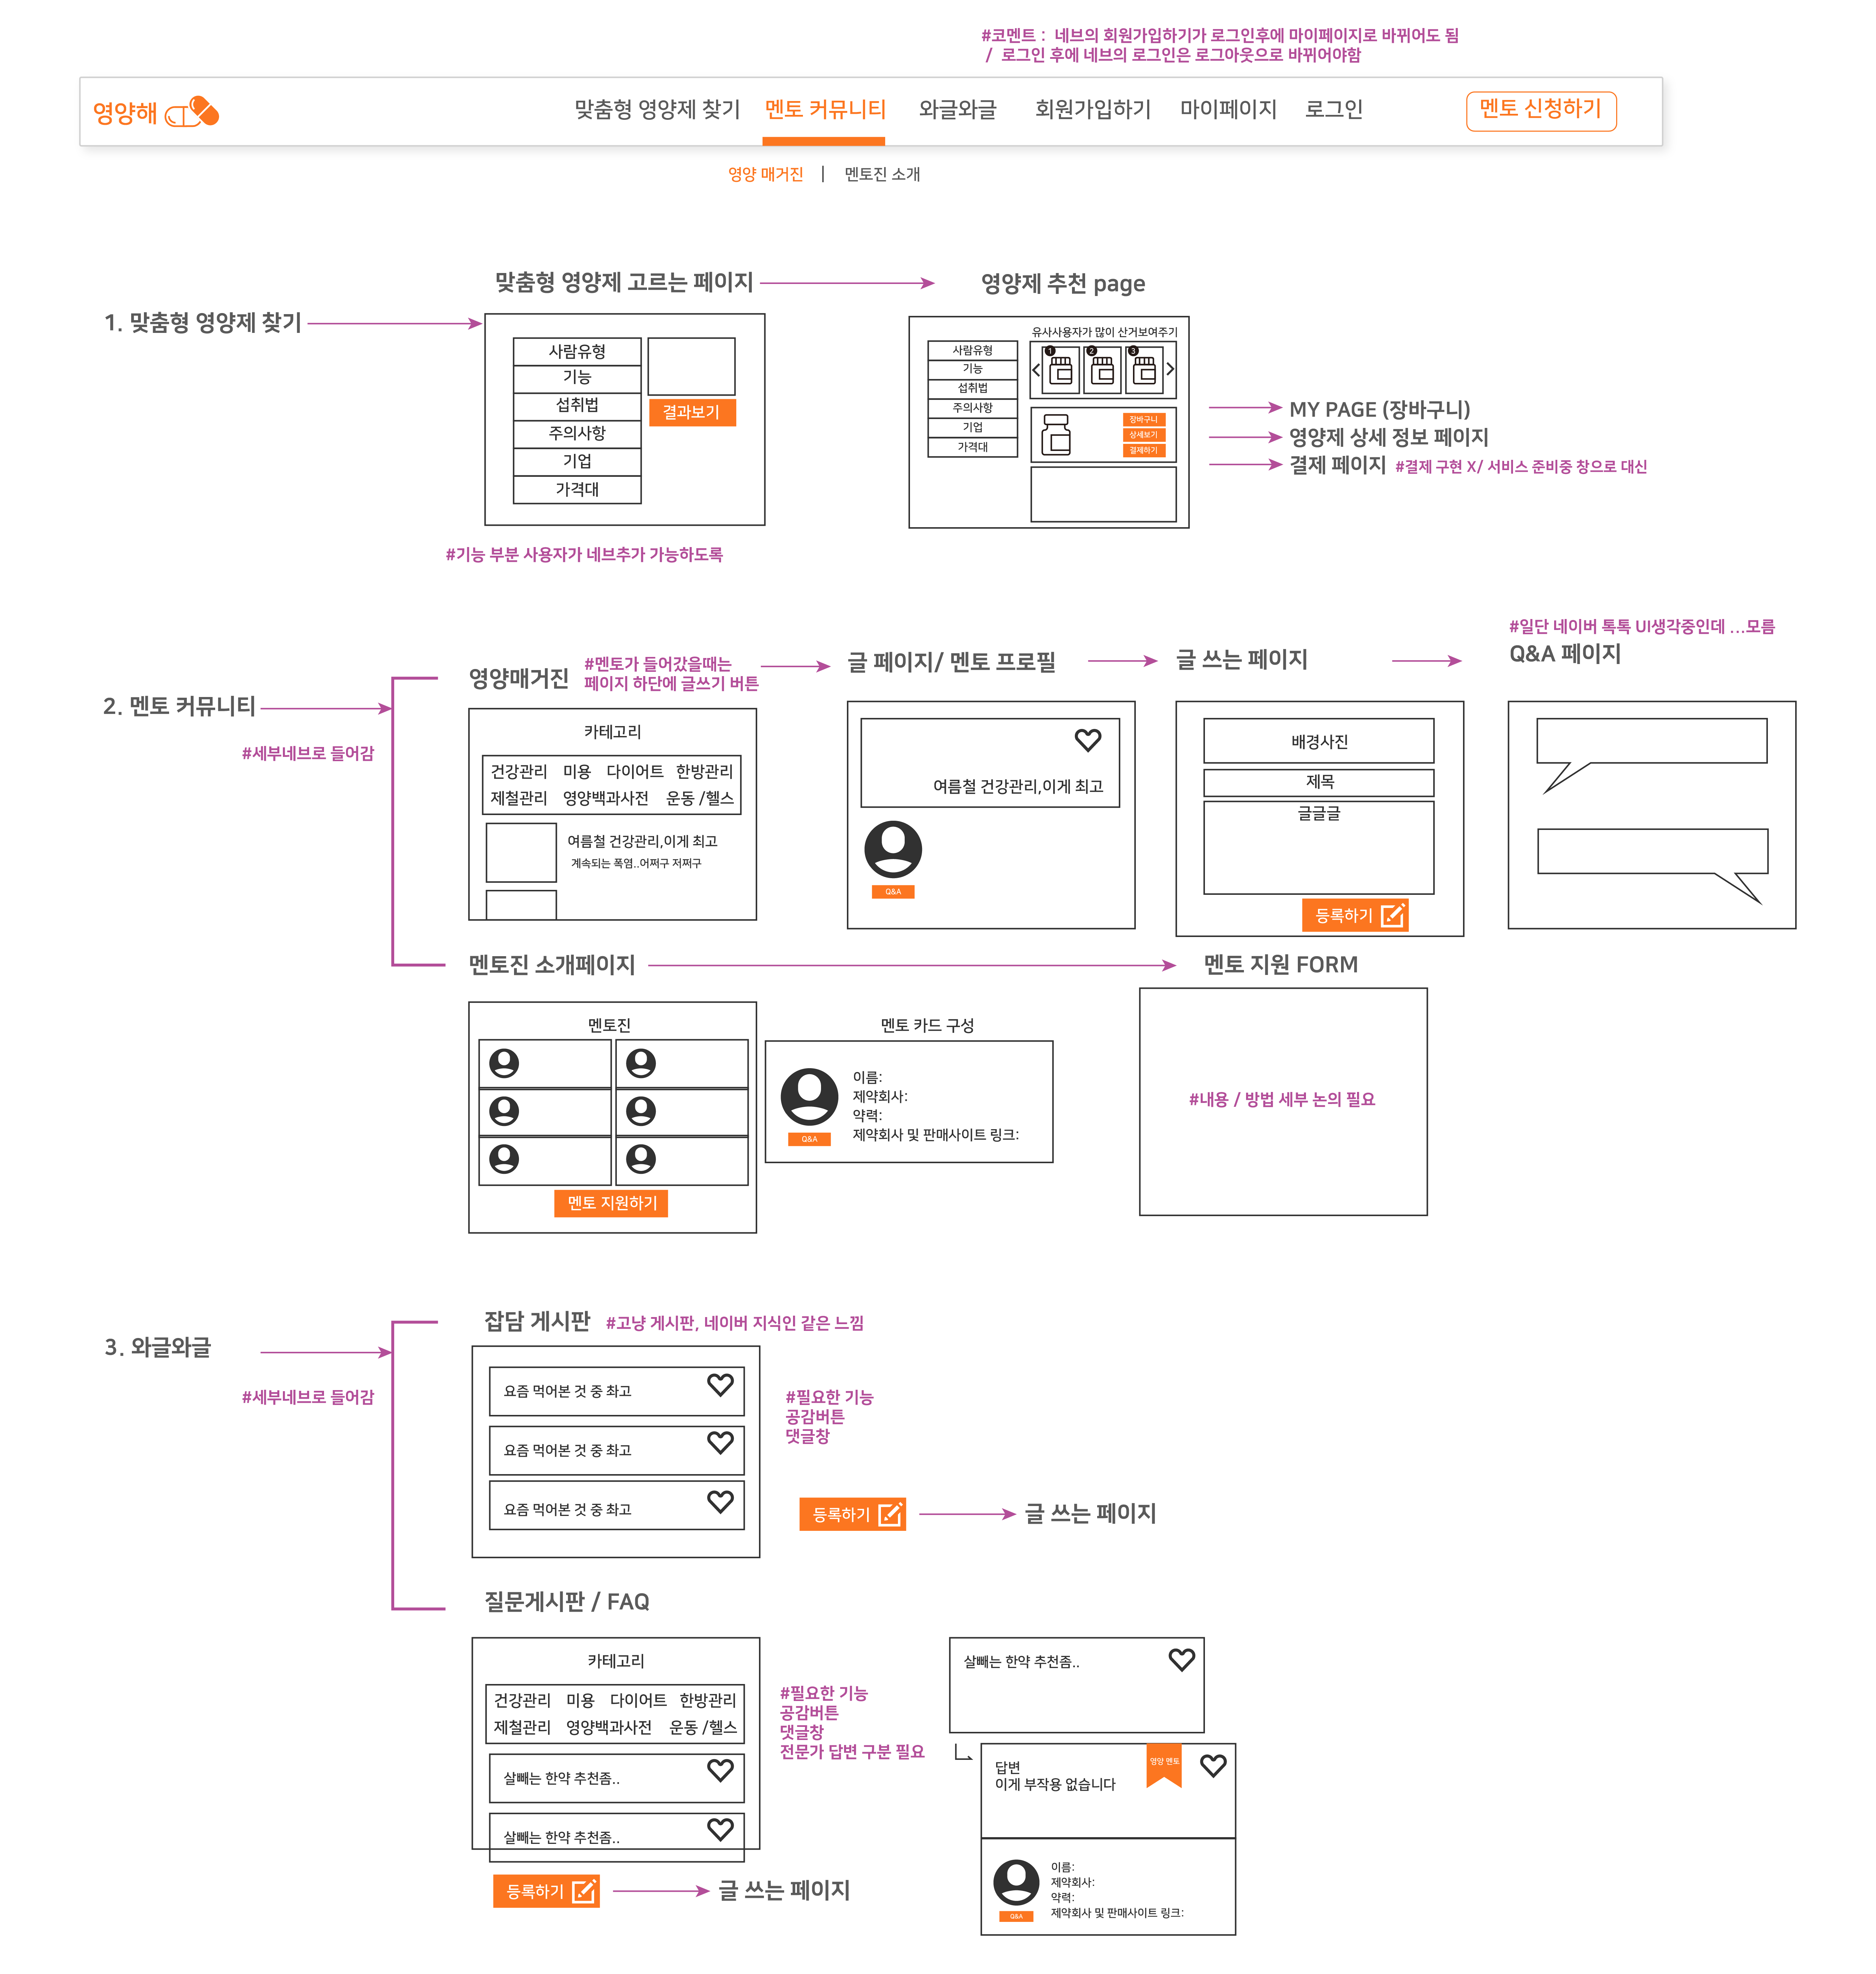 #코멘트 : 네브의 회원가입하기가 로그인후에 마이페이지로 바뀌어도 됨
/ 로그인 후에 네브의 로그인은 로그아웃으로 바뀌어야함
영양해
맞춤형 영양제 찾기
멘토 커뮤니티
와글와글
회원가입하기
마이페이지
로그인
멘토 신청하기
영양 매거진 | 멘토진 소개
맞춤형 영양제 고르는 페이지
영양제 추천 page
1. 맞춤형 영양제 찾기
사람유형
기능
섭취법
주의사항
기업
가격대
결과보기
#기능 부분 사용자가 네브추가 가능하도록
유사사용자가 많이 산거보여주기
사람유형
기능
섭취법
주의사항
기업
가격대
1
2
3
장바구니
상세보기
결제하기
MY PAGE (장바구니)
영양제 상세 정보 페이지
결제 페이지 #결제 구현 X/ 서비스 준비중 창으로 대신
2. 멘토 커뮤니티
#세부네브로 들어감
영양매거진
#멘토가 들어갔을때는
페이지 하단에 글쓰기 버튼
글 페이지/ 멘토 프로필
글 쓰는 페이지
#일단 네이버 톡톡 UI생각중인데 ...모름
Q&A 페이지
카테고리
건강관리 미용 다이어트 한방관리
제철관리 영양백과사전 운동 /헬스
여름철 건강관리,이게 최고
계속되는 폭염..어쩌구 저쩌구
여름철 건강관리,이게 최고
Q&A
배경사진
제목
글글글
등록하기
멘토진 소개페이지
멘토 지원 FORM
멘토진
멘토 지원하기
멘토 카드 구성
이름:
제약회사:
약력:
제약회사 및 판매사이트 링크:
Q&A
#내용 / 방법 세부 논의 필요
3. 와글와글
#세부네브로 들어감
잡담 게시판 #고냥 게시판, 네이버 지식인 같은 느낌
요즘 먹어본 것 중 촤고
요즘 먹어본 것 중 촤고
요즘 먹어본 것 중 촤고
#필요한 기능
공감버튼
댓글창
등록하기
글 쓰는 페이지
질문게시판 / FAQ
카테고리
건강관리 미용 다이어트 한방관리
제철관리 영양백과사전 운동 /헬스
살빼는 한약 추천좀..
살빼는 한약 추천좀..
등록하기
글 쓰는 페이지
#필요한 기능
공감버튼
댓글창
전문가 답변 구분 필요
살빼는 한약 추천좀..
답변
이게 부작용 없습니다
영양 멘토
이름:
제약회사:
약력:
제약회사 및 판매사이트 링크:
Q&A